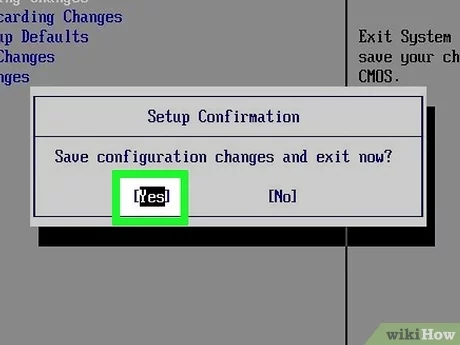 carding Changes
up Defaults
Changes
nges
Exit System
save your ch
CMOS.
Setup Confirmation
Save configuration changes and exit now?
[Yes]
[No]
wikiHow